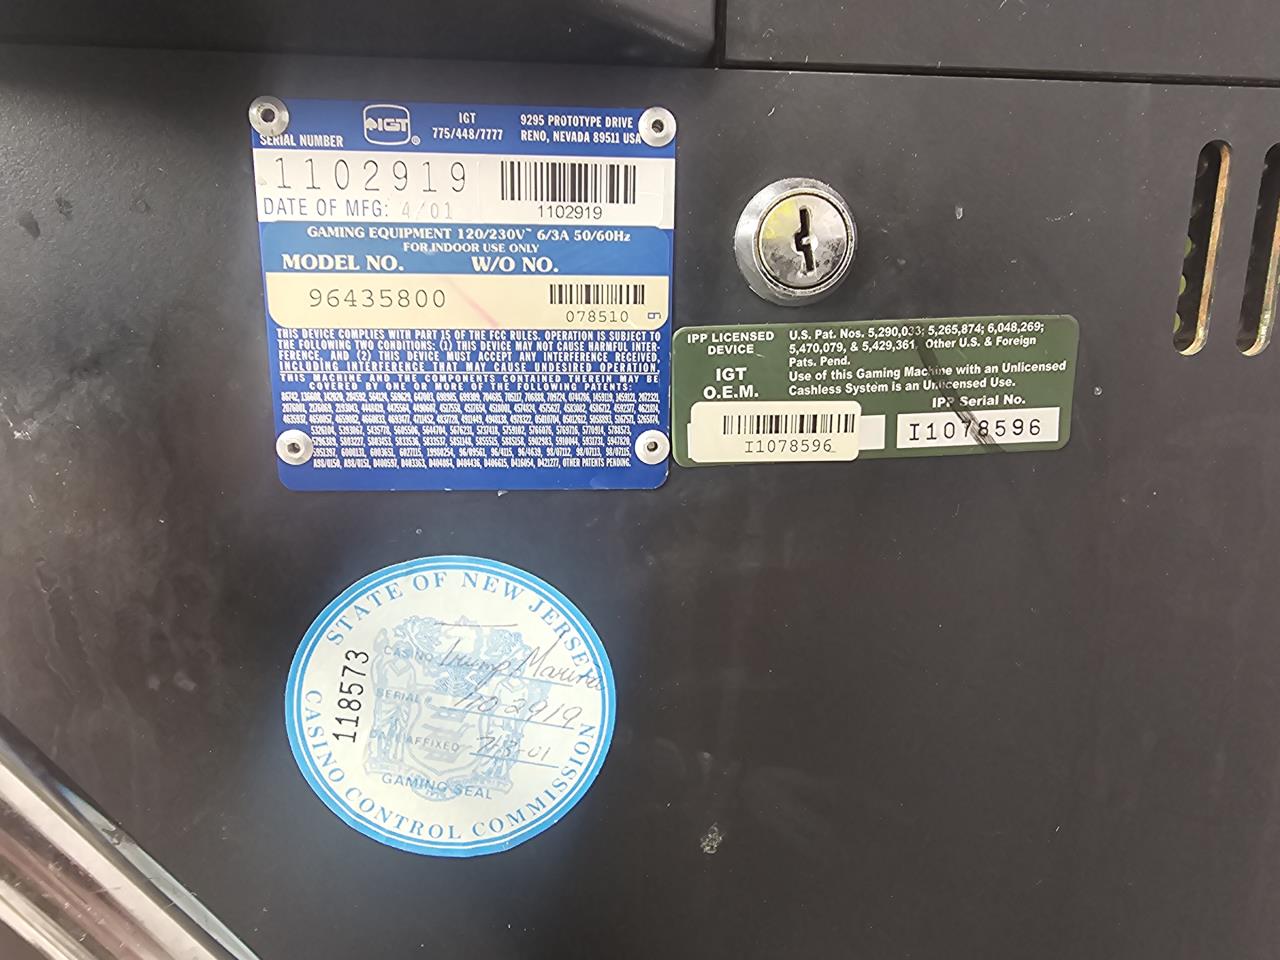 IGT
IGT
775/448/7777
9295 PROTOTYPE DRIVE
RENO, NEVADA 89511 USA
SERIAL NUMBER
1102919
1102919
DATE OF MFG: 4/01
GAMING EQUIPMENT 120/230V~ 6/3A 50/60Hz
FOR INDOOR USE ONLY
MODEL NO. W/O NO.
96435800
078510
THIS DEVICE COMPLIES WITH PART 15 OF THE FCC RULES. OPERATION IS SUBJECT TO
THE FOLLOWING TWO CONDITIONS: (1) THIS DEVICE MAY NOT CAUSE HARMFUL INTER-
FERENCE, AND (2) THIS DEVICE MUST ACCEPT ANY INTERFERENCE RECEIVED,
INCLUDING INTERFERENCE THAT MAY CAUSE UNDESIRED OPERATION.
THIS MACHINE AND THE COMPONENTS CONTAINED THEREIN MAY BE
COVERED BY ONE OR MORE OF THE FOLLOWING PATENTS:
OTHER PATENTS PENDING.
IPP LICENSED
DEVICE
IGT
O.E.M.
U.S. Pat. Nos. 5,290,033; 5,265,874; 6,048,269;
5,470,079, & 5,429,361. Other U.S. & Foreign
Pats. Pend.
Use of this Gaming Machine with an Unlicensed
Cashless System is an Unlicensed Use.
IPP Serial No.
I1078596
I1078596
STATE OF NEW JERSEY
CASINO Trump Marina
118573
SERIAL # 1102919
DATE AFFIXED
GAMING SEAL
CASINO CONTROL COMMISSION